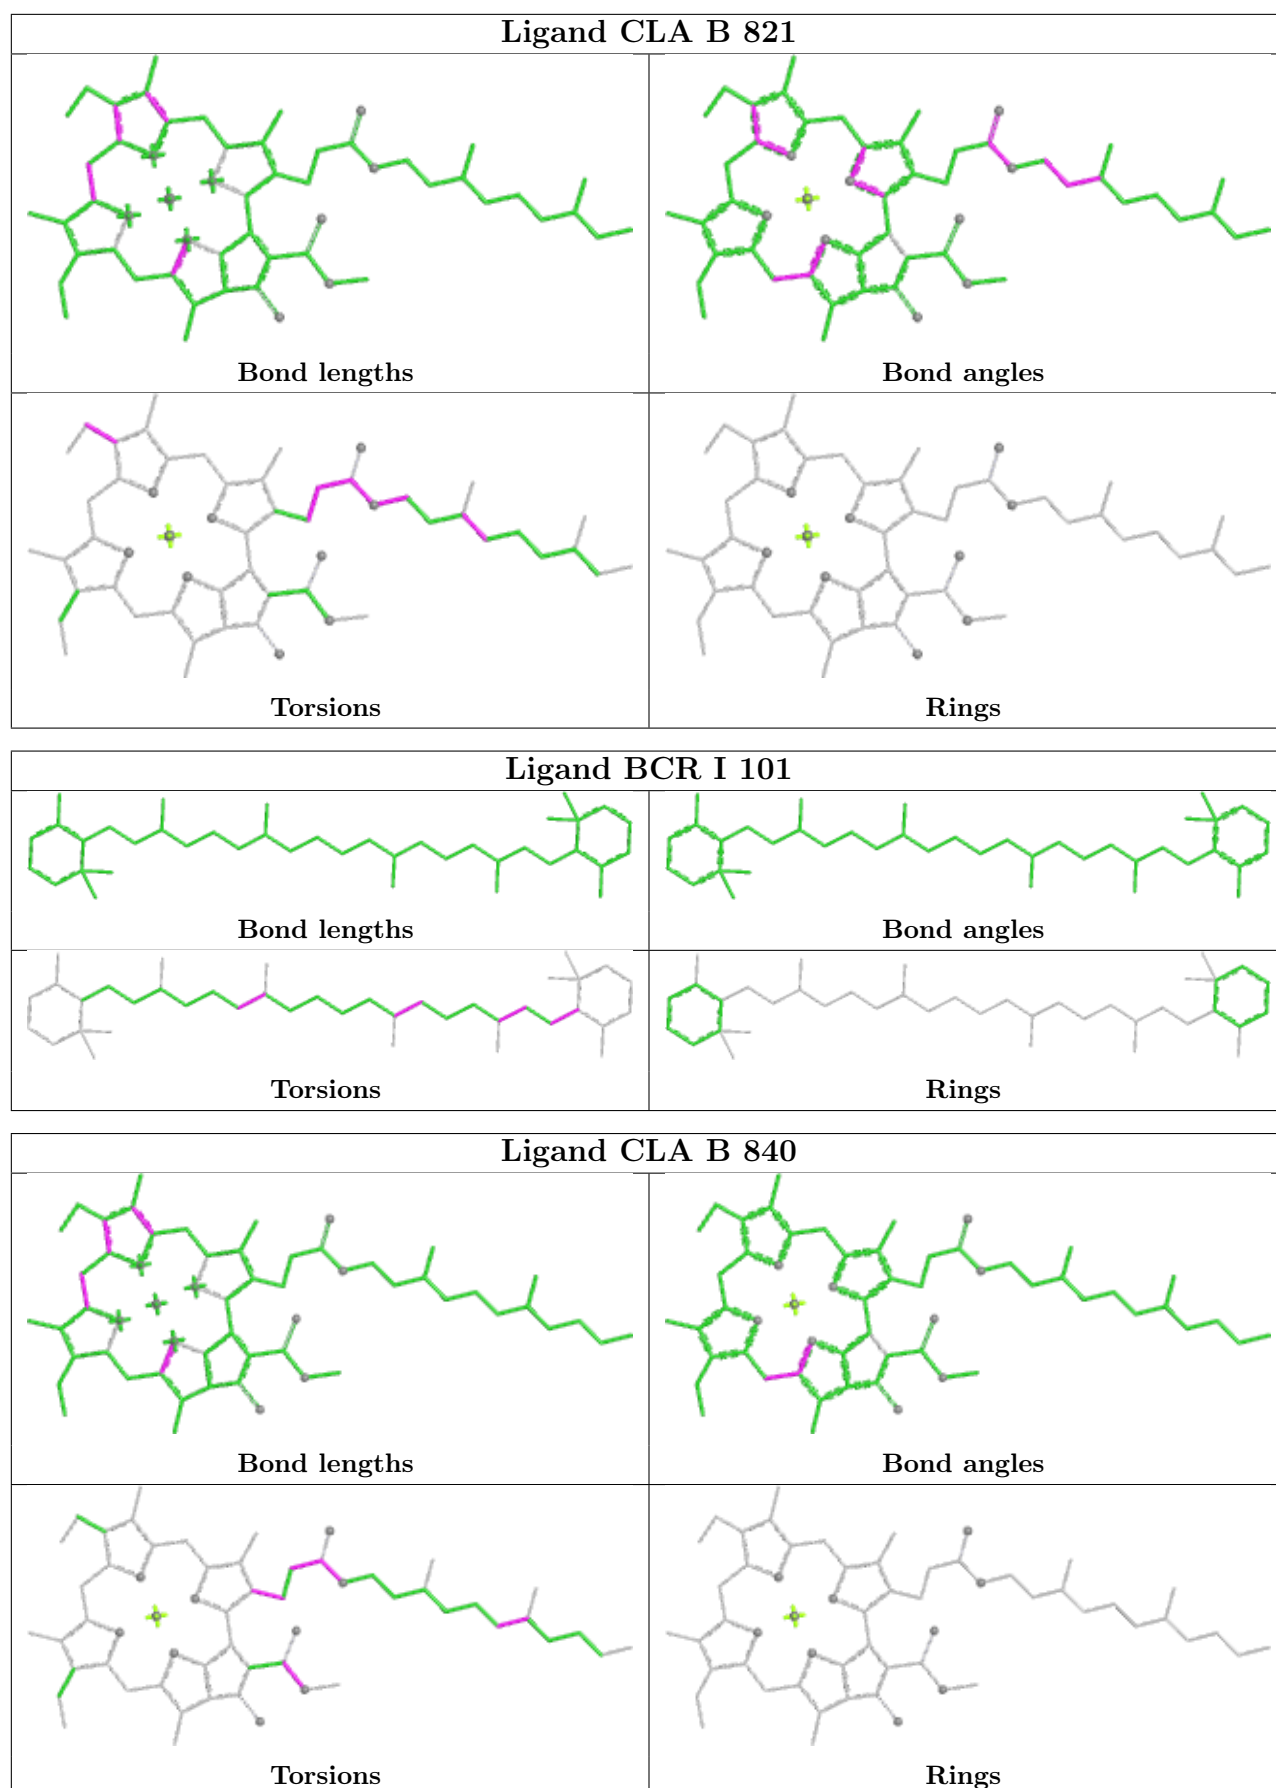 Ligand CLA B 821
Bond lengths
Bond angles
Torsions
Rings
Ligand BCR I 101
Bond lengths
Bond angles
Torsions
Rings
Ligand CLA B 840
Bond lengths
Bond angles
Torsions
Rings